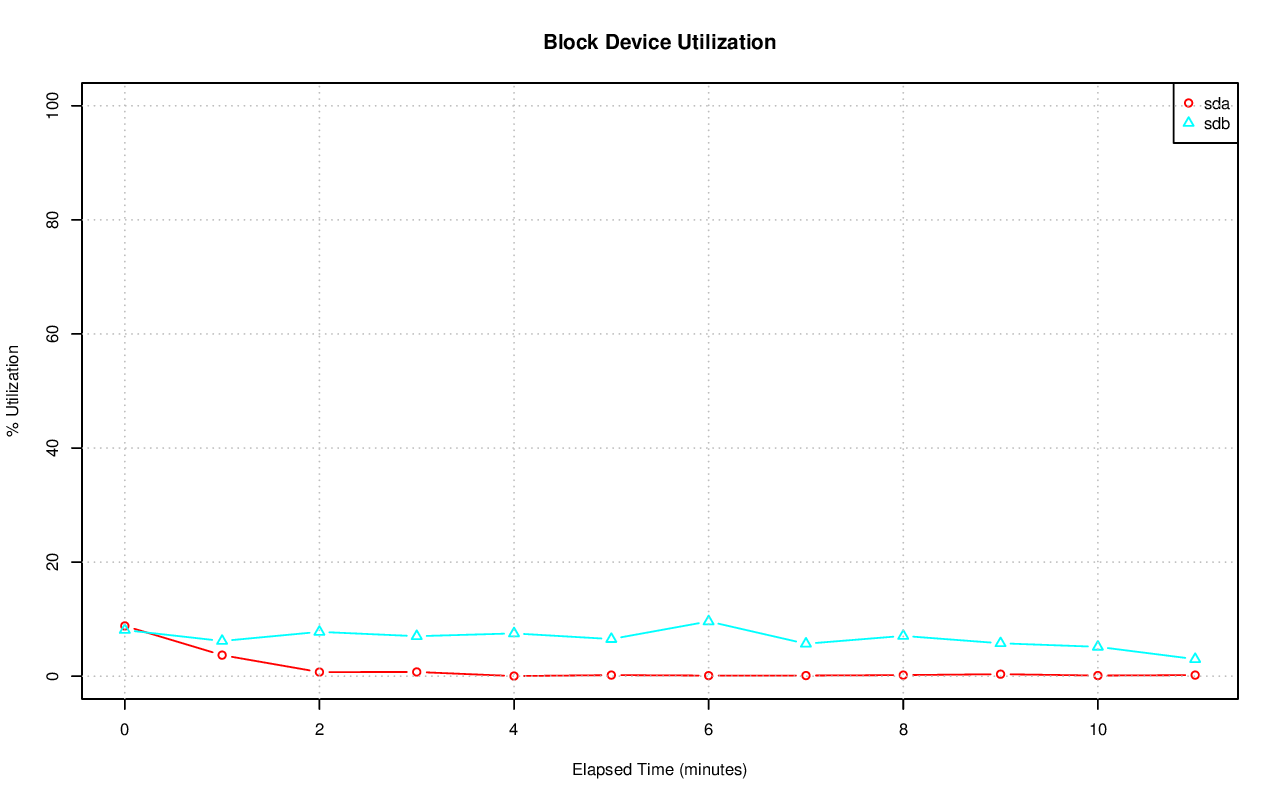 Block Device Utilization
sda
sdb
% Utilization
100
80
60
40
20
0
0 2 4 6 8 10
Elapsed Time (minutes)